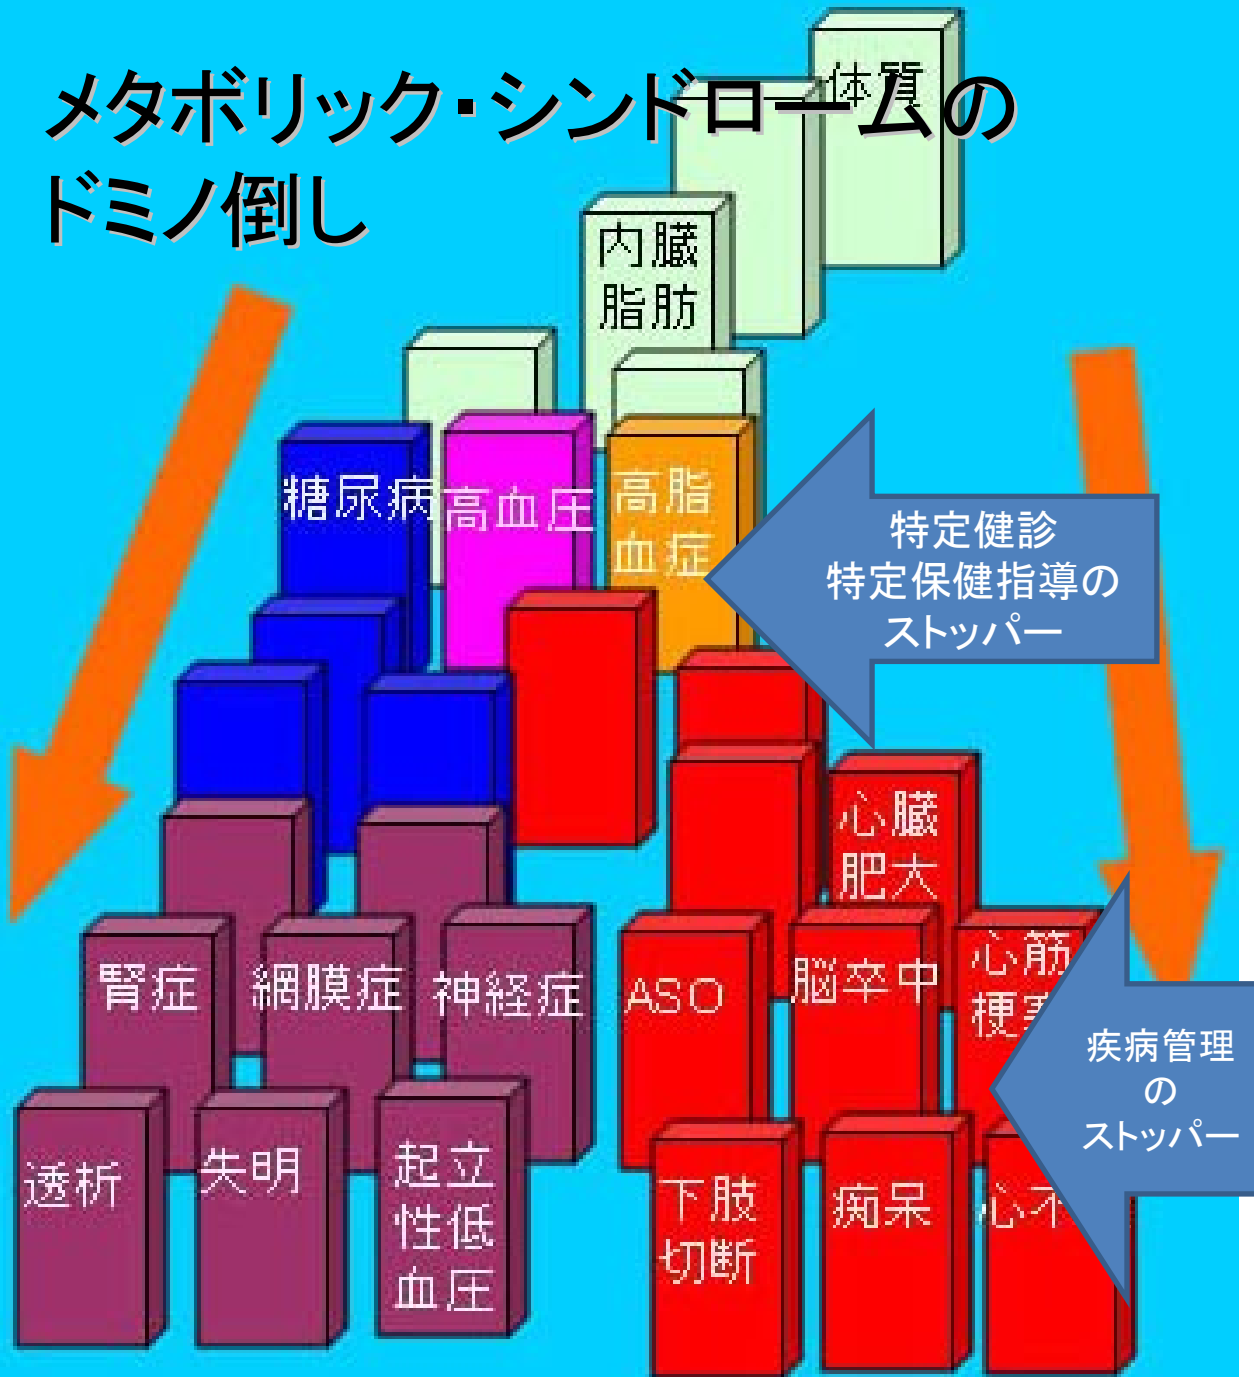 メタボリック・シンドロームの
ドミノ倒し
体質
内臓
脂肪
糖尿病
高血圧
高脂
血症
特定健診
特定保健指導の
ストッパー
心臓
肥大
腎症
網膜症
神経症
ASO
脳卒中
心筋
梗
疾病管理
の
ストッパー
透析
失明
起立
性低
血圧
下肢
切断
痴呆
心不